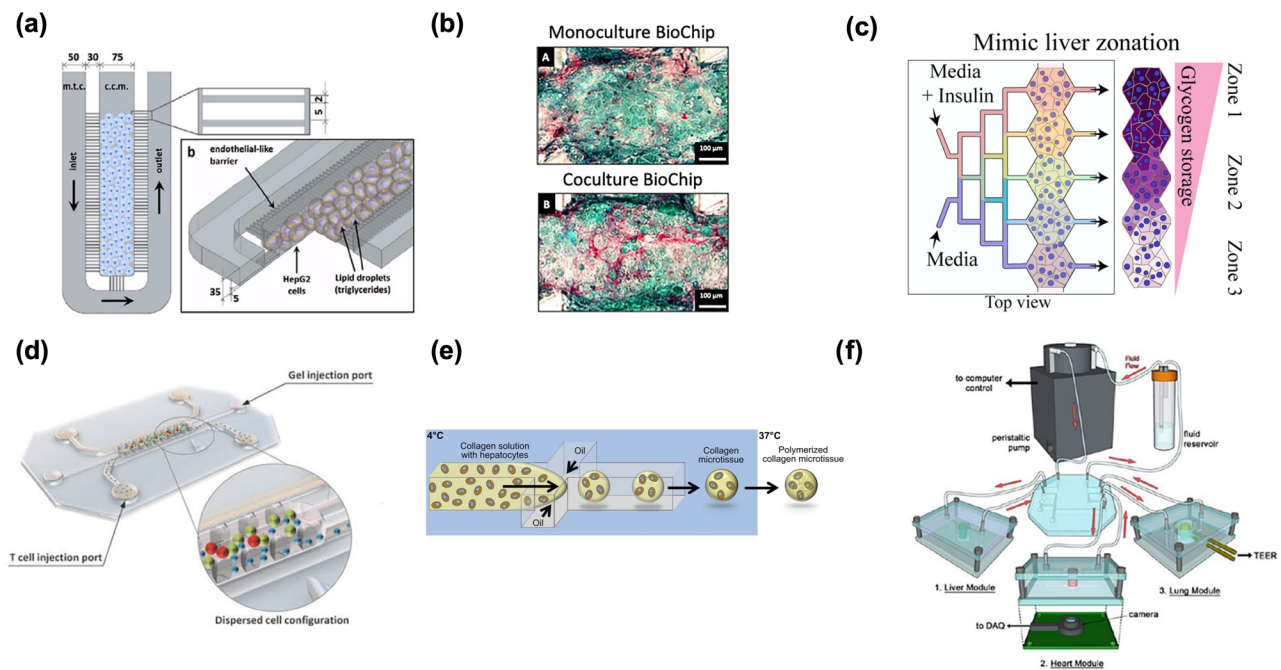 (a)
50 30 75
m.t.c. c.c.m.
inlet
outlet
2
5
b
endothelial-like
barrier
HepG2
cells
Lipid droplets
(triglycerides)
35
5
(b)
Monoculture BioChip
A
100 µm
Coculture BioChip
B
100 µm
(c)
Mimic liver zonation
Media
+ Insulin
Media
Top view
Zone 1
Zone 2
Zone 3
Glycogen storage
(d)
Gel injection port
T cell injection port
Dispersed cell configuration
(e)
4°C
Collagen solution
with hepatocytes
Oil
Oil
Collagen
microtissue
37°C
Polymerized
collagen microtissue
(f)
to computer
control
Fluid
Flow
peristaltic
pump
fluid
reservoir
1. Liver Module
3. Lung Module
TEER
to DAQ
camera
2. Heart Module